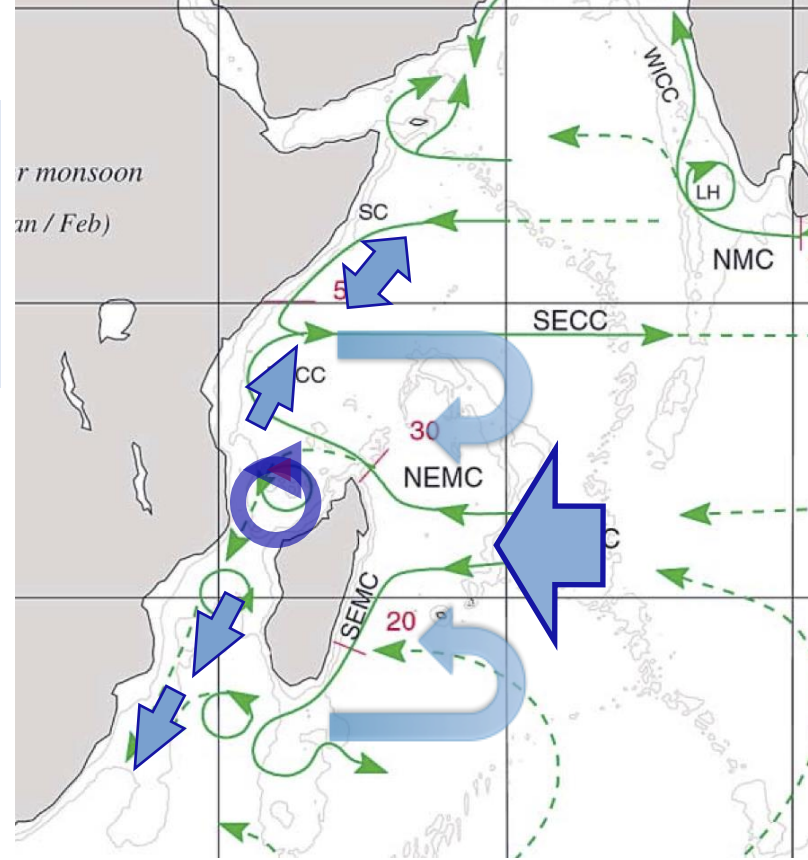 WICC
r monsoon
LH
SC
an / Feb)
NMC
5
SECC
CC
30
NEMC
C
SEMC
20